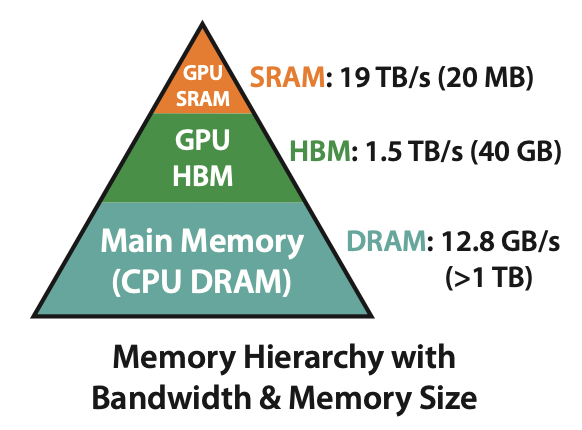 GPU
SRAM
SRAM: 19 TB/s (20 MB)
GPU
HBM
HBM: 1.5 TB/s (40 GB)
Main Memory
(CPU DRAM)
DRAM: 12.8 GB/s
(>1 TB)
Memory Hierarchy with
Bandwidth & Memory Size